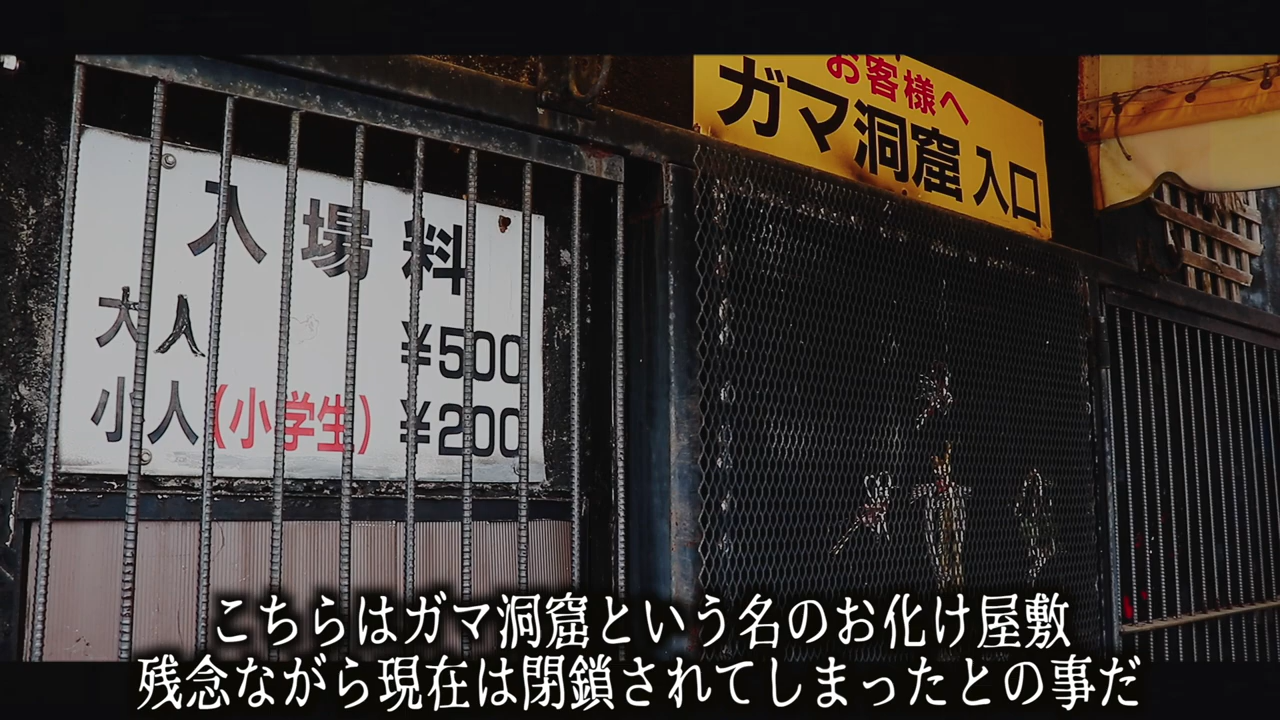 入場料
大人 ¥500
小人(小学生) ¥200
お客様へ
ガマ洞窟 入口
こちらはガマ洞窟という名のお化け屋敷
残念ながら現在は閉鎖されてしまったとの事だ